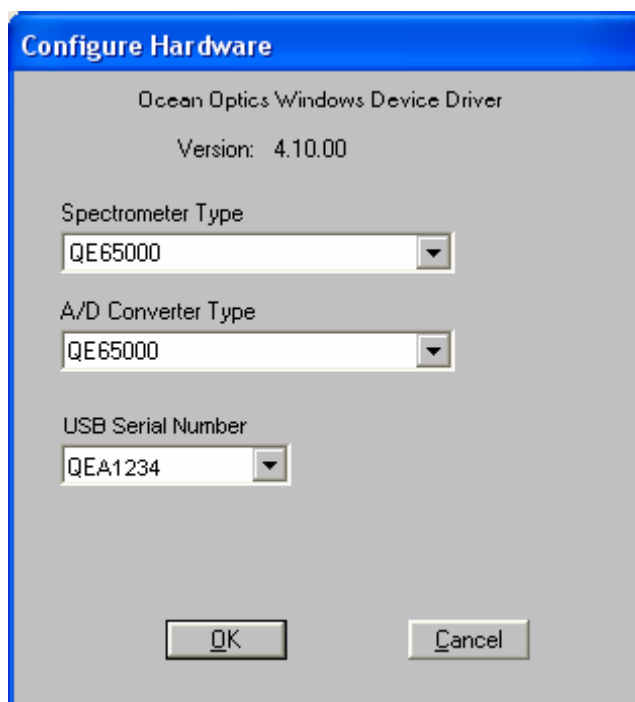 Configure Hardware
Ocean Optics Windows Device Driver
Version: 4.10.00
Spectrometer Type
QE65000
A/D Converter Type
QE65000
USB Serial Number
QEA1234
OK Cancel